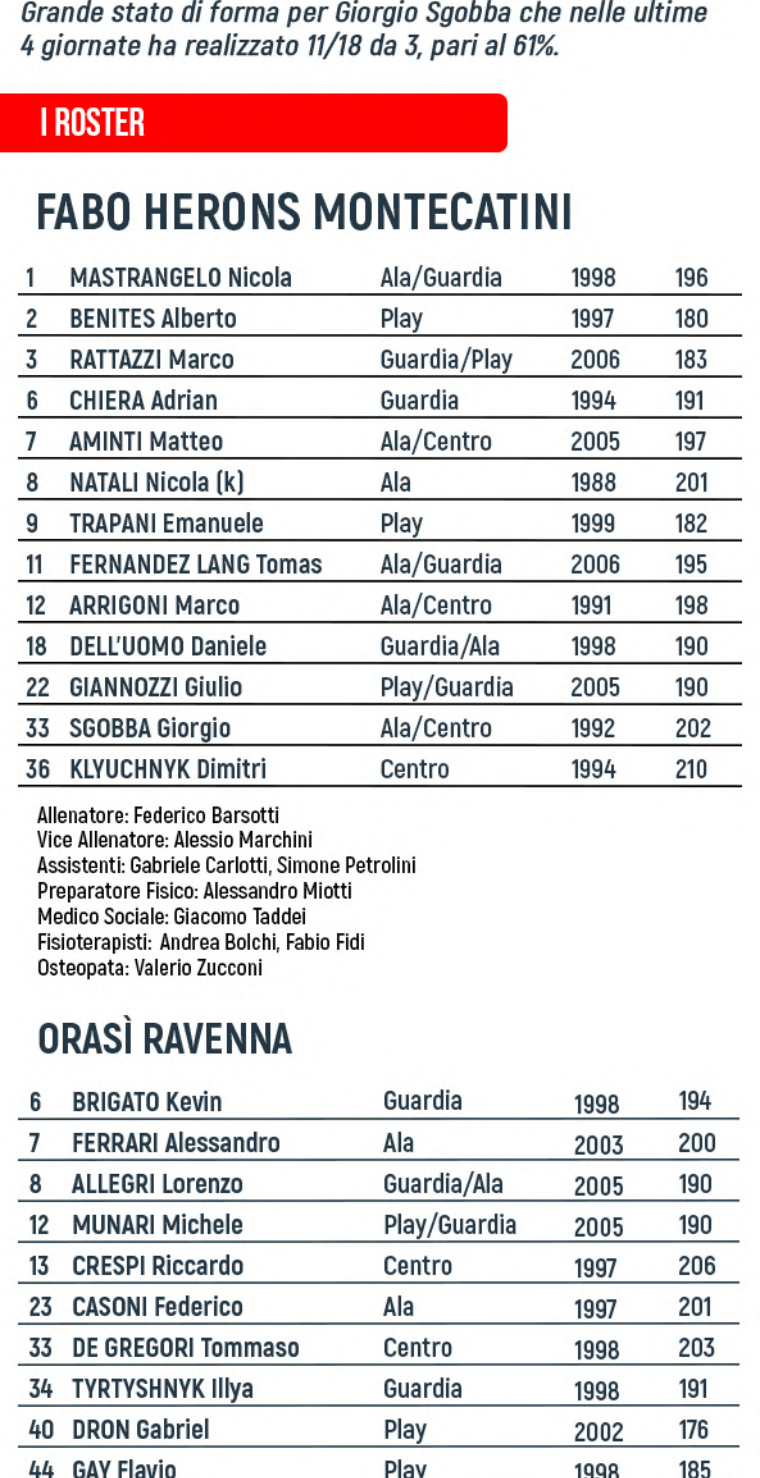 Grande stato di forma per Giorgio Sgobba che nelle ultime
4 giornate ha realizzato 11/18 da 3, pari al 61%.
I ROSTER
FABO HERONS MONTECATINI
1 MASTRANGELO Nicola Ala/Guardia 1998 196
2 BENITES Alberto Play 1997 180
3 RATTAZZI Marco Guardia/Play 2006 183
6 CHIERA Adrian Guardia 1994 191
7 AMINTI Matteo Ala/Centro 2005 197
8 NATALI Nicola (k) Ala 1988 201
9 TRAPANI Emanuele Play 1999 182
11 FERNANDEZ LANG Tomas Ala/Guardia 2006 195
12 ARRIGONI Marco Ala/Centro 1991 198
18 DELL'UOMO Daniele Guardia/Ala 1998 190
22 GIANNOZZI Giulio Play/Guardia 2005 190
33 SGOBBA Giorgio Ala/Centro 1992 202
36 KLYUCHNYK Dimitri Centro 1994 210
Allenatore: Federico Barsotti
Vice Allenatore: Alessio Marchini
Assistenti: Gabriele Carlotti, Simone Petrolini
Preparatore Fisico: Alessandro Miotti
Medico Sociale: Giacomo Taddei
Fisioterapisti: Andrea Bolchi, Fabio Fidi
Osteopata: Valerio Zucconi
ORASÌ RAVENNA
6 BRIGATO Kevin Guardia 1998 194
7 FERRARI Alessandro Ala 2003 200
8 ALLEGRI Lorenzo Guardia/Ala 2005 190
12 MUNARI Michele Play/Guardia 2005 190
13 CRESPI Riccardo Centro 1997 206
23 CASONI Federico Ala 1997 201
33 DE GREGORI Tommaso Centro 1998 203
34 TYRTYSHNYK Illya Guardia 1998 191
40 DRON Gabriel Play 2002 176
44 GAY Flavio Play 1998 185